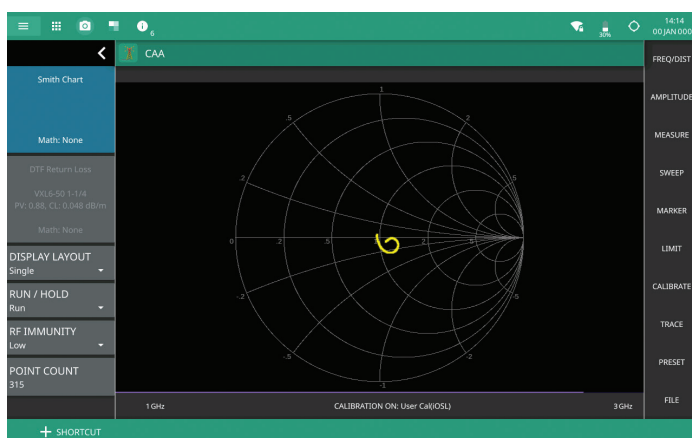 6
30%
14:14
00 JAN 000
CAA
Smith Chart
Math: None
DTF Return Loss
VXL6-50 1-1/4
PV: 0.88, CL: 0.048 dB/m
Math: None
DISPLAY LAYOUT
Single
RUN / HOLD
Run
RF IMMUNITY
Low
POINT COUNT
315
SHORTCUT
1
.5
2
.2
5
0
.2
.5
1
2
5
-.2
-5
-.5
-2
-1
1 GHz
CALIBRATION ON: User Cal(iOSL)
3 GHz
FREQ/DIST
AMPLITUDE
MEASURE
SWEEP
MARKER
LIMIT
CALIBRATE
TRACE
PRESET
FILE